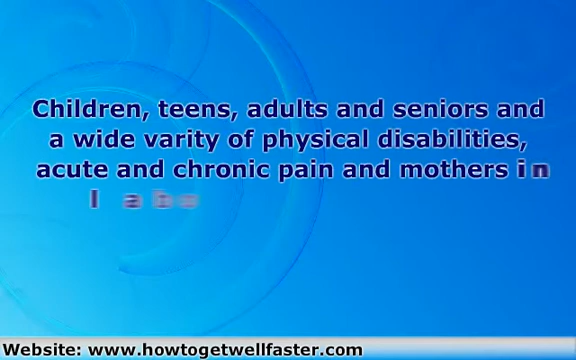 Children, teens, adults and seniors and
a wide varity of physical disabilities,
acute and chronic pain and mothers in
Website: www.howtogetwellfaster.com